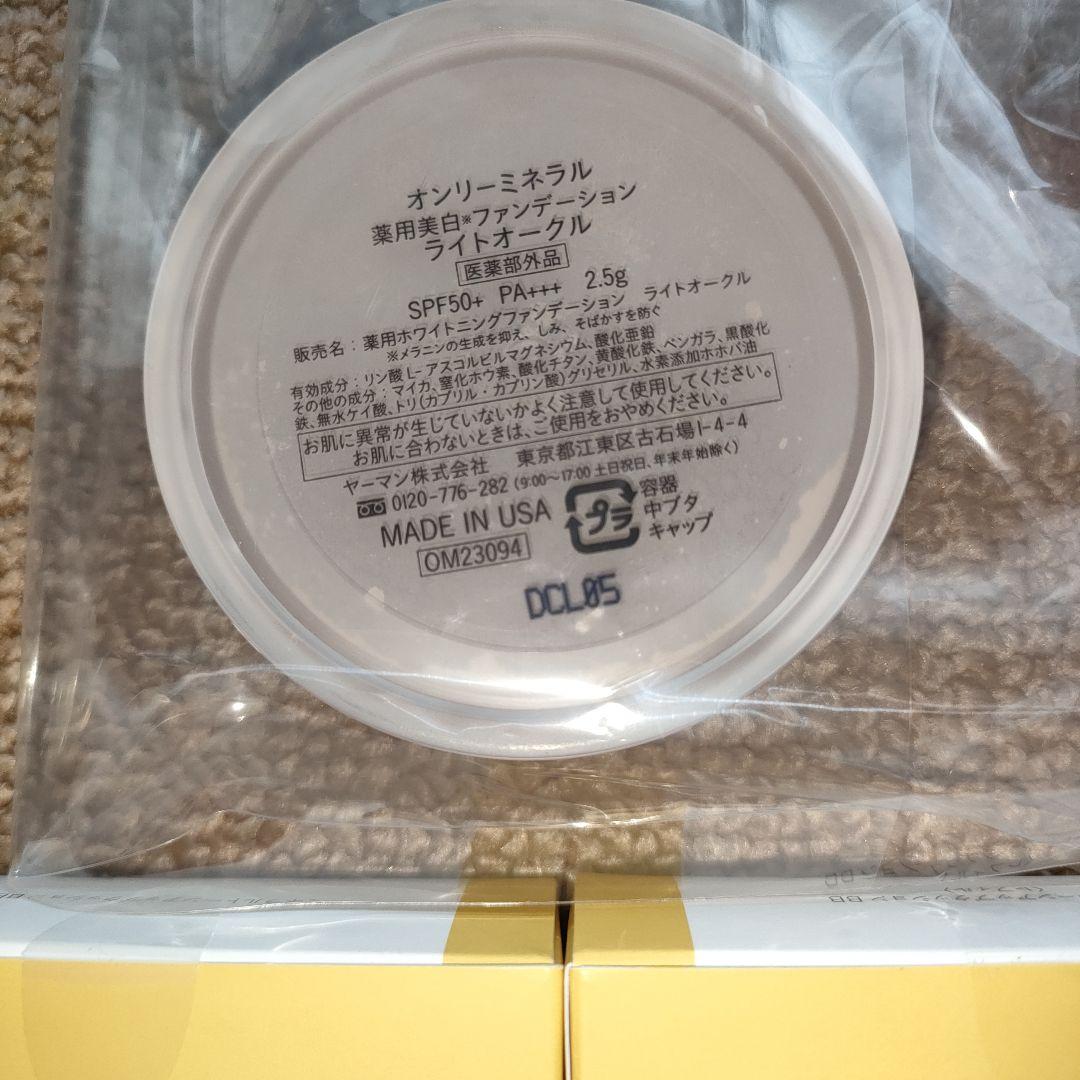 オンリーミネラル
薬用美白※ファンデーション
ライトオークル
医薬部外品
SPF50+ PA+++ 2.5g
販売名：薬用ホワイトニングファンデーション ライトオークル
※メラニンの生成を抑え、しみ、そばかすを防ぐ
有効成分：リン酸 L-アスコルビルマグネシウム、酸化亜鉛
その他の成分：マイカ、窒化ホウ素、酸化チタン、黄酸化鉄、ベンガラ、黒酸化
鉄、無水ケイ酸、トリ(カプリル・カプリン酸)グリセリル、水素添加ホホバ油
お肌に異常が生じていないかよく注意して使用してください。
お肌に合わないときは、ご使用をおやめください。
ヤーマン株式会社 東京都江東区古石場1-4-4
0120-776-282 (9:00〜17:00 土日祝日、年末年始除く)
MADE IN USA
OM23094
プラ
容器
中ブタ
キャップ
DCL05